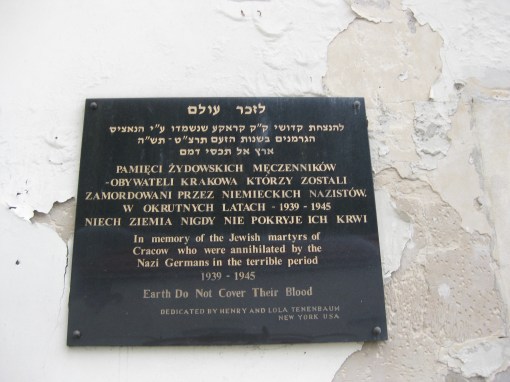 לזכר עולם
להנצחת קדושי ק"ק קראקע שנשמדו ע"י הנאציס
הגרמנים בשנות הזעם תרצ"ט - תש"ה
ארץ אל תכסי דמם
PAMIĘCI ŻYDOWSKICH MĘCZENNIKÓW
-OBYWATELI KRAKOWA KTÓRZY ZOSTALI
ZAMORDOWANI PRZEZ NIEMIECKICH NAZISTÓW.
W OKRUTNYCH LATACH - 1939 - 1945
NIECH ZIEMIA NIGDY NIE POKRYJE ICH KRWI
In memory of the Jewish martyrs of
Cracow who were annihilated by the
Nazi Germans in the terrible period
1939 - 1945
Earth Do Not Cover Their Blood
DEDICATED BY HENRY AND LOLA TENENBAUM
NEW YORK USA